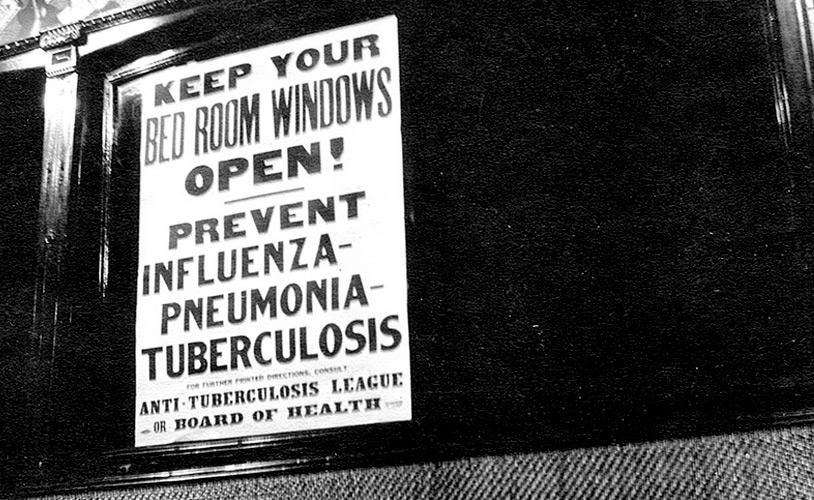 KEEP YOUR
BED ROOM WINDOWS
OPEN!
PREVENT
INFLUENZA-
PNEUMONIA-
TUBERCULOSIS
FOR FURTHER PRINTED DIRECTIONS, CONSULT
ANTI-TUBERCULOSIS LEAGUE
OR BOARD OF HEALTH